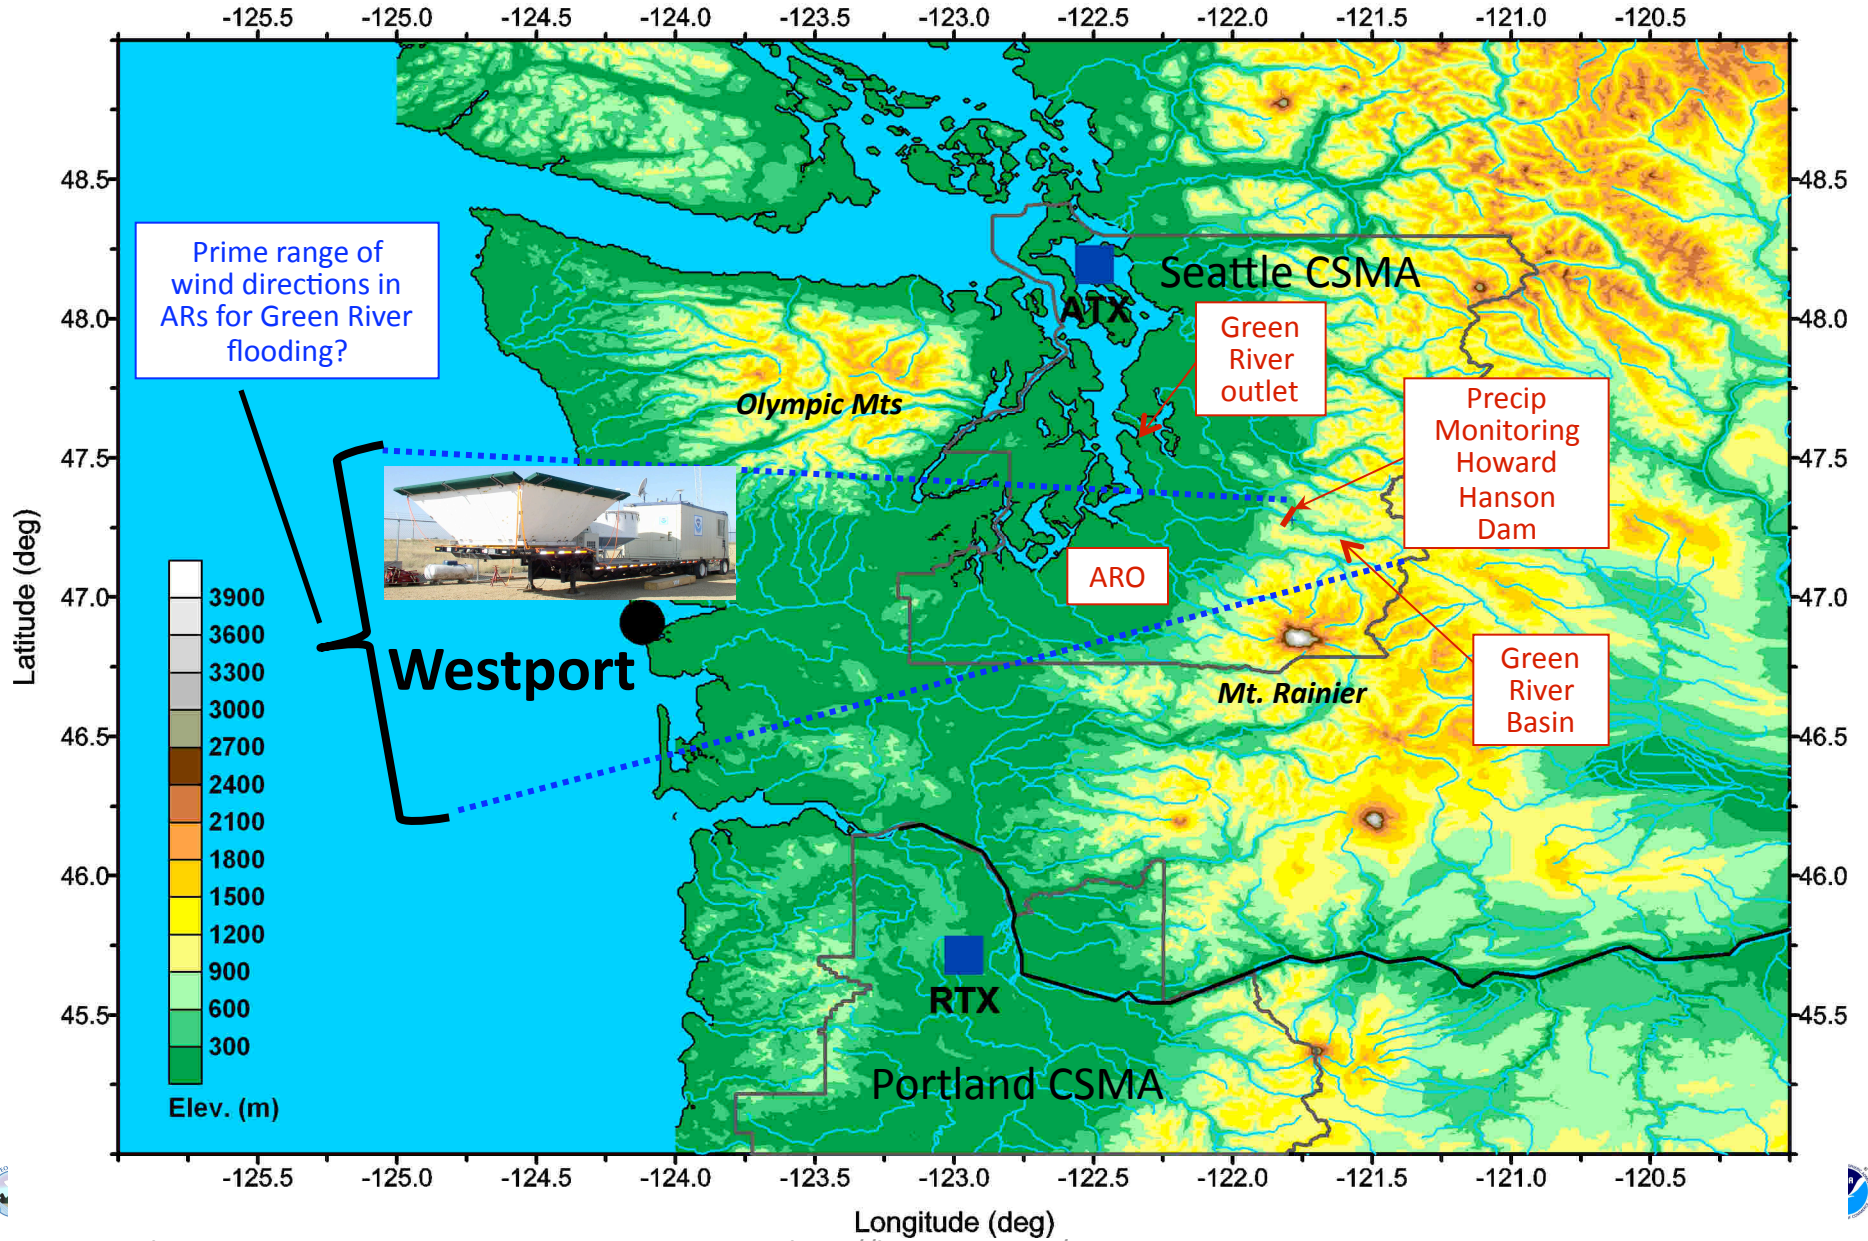 -125.5 -125.0 -124.5 -124.0 -123.5 -123.0 -122.5 -122.0 -121.5 -121.0 -120.5
48.5
48.0
47.5
47.0
46.5
46.0
45.5
Latitude (deg)
Prime range of
wind directions in
ARs for Green River
flooding?
Seattle CSMA
ATX
Green
River
outlet
Olympic Mts
Precip
Monitoring
Howard
Hanson
Dam
ARO
Westport
Mt. Rainier
Green
River
Basin
3900
3600
3300
3000
2700
2400
2100
1800
1500
1200
900
600
300
Elev. (m)
RTX
Portland CSMA
48.5
48.0
47.5
47.0
46.5
46.0
45.5
-125.5 -125.0 -124.5 -124.0 -123.5 -123.0 -122.5 -122.0 -121.5 -121.0 -120.5
Longitude (deg)